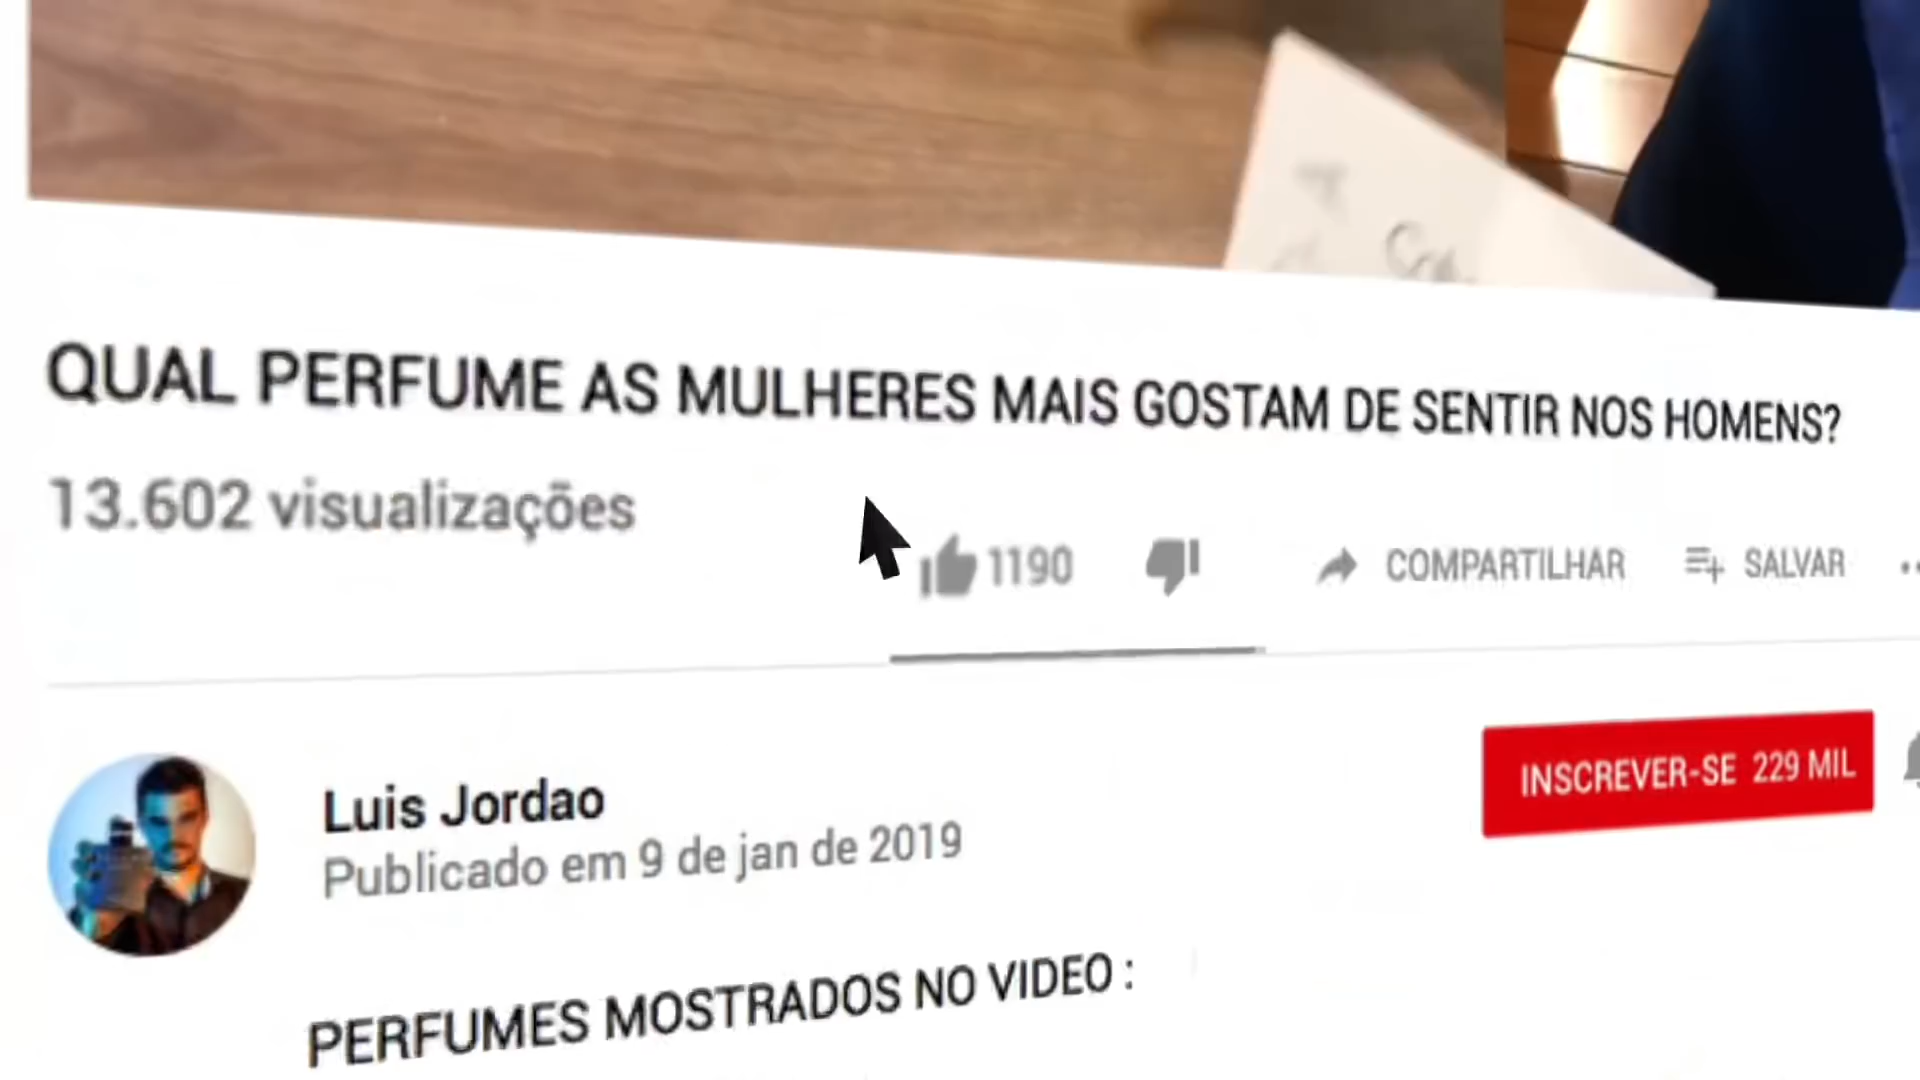 QUAL PERFUME AS MULHERES MAIS GOSTAM DE SENTIR NOS HOMENS?
13.602 visualizações
1190
COMPARTILHAR
SALVAR
Luis Jordao
Publicado em 9 de jan de 2019
INSCREVER-SE 229 MIL
PERFUMES MOSTRADOS NO VIDEO :